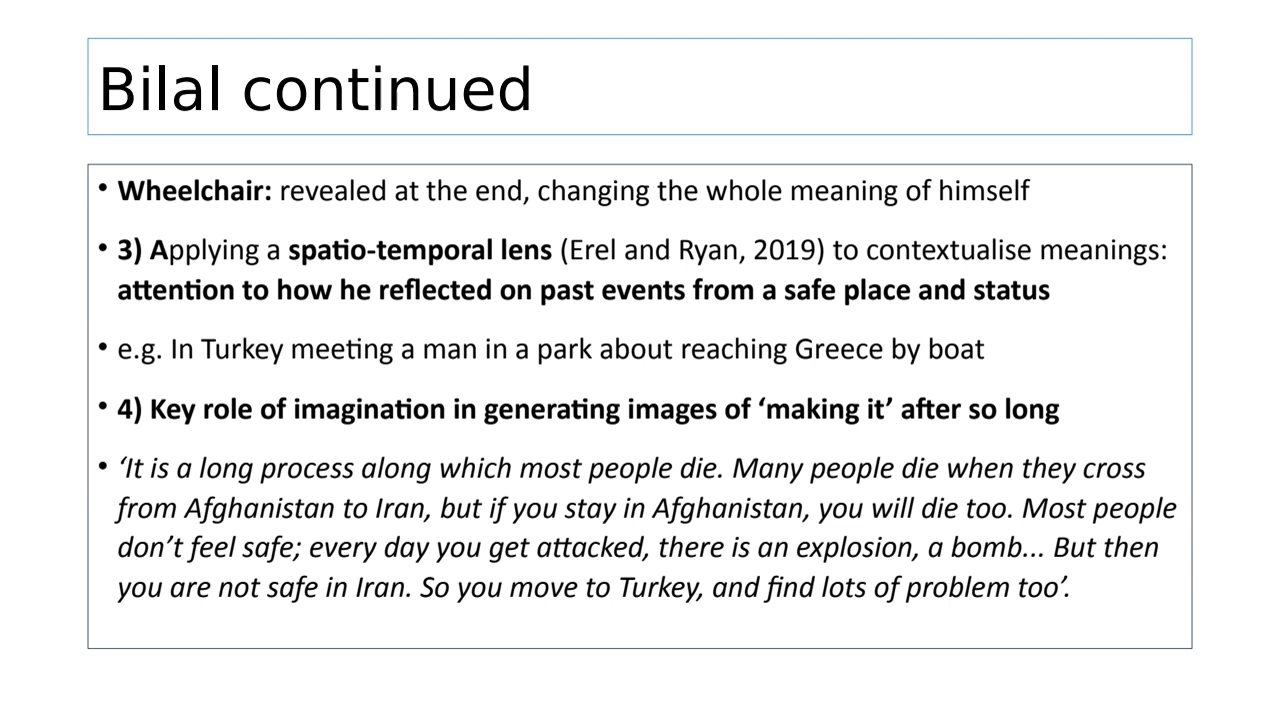 Bilal continued
• Wheelchair: revealed at the end, changing the whole meaning of himself
• 3) Applying a spatio-temporal lens (Erel and Ryan, 2019) to contextualise meanings:
attention to how he reflected on past events from a safe place and status
• e.g. In Turkey meeting a man in a park about reaching Greece by boat
• 4) Key role of imagination in generating images of ‘making it’ after so long
• ‘It is a long process along which most people die. Many people die when they cross
from Afghanistan to Iran, but if you stay in Afghanistan, you will die too. Most people
don’t feel safe; every day you get attacked, there is an explosion, a bomb... But then
you are not safe in Iran. So you move to Turkey, and find lots of problem too’.